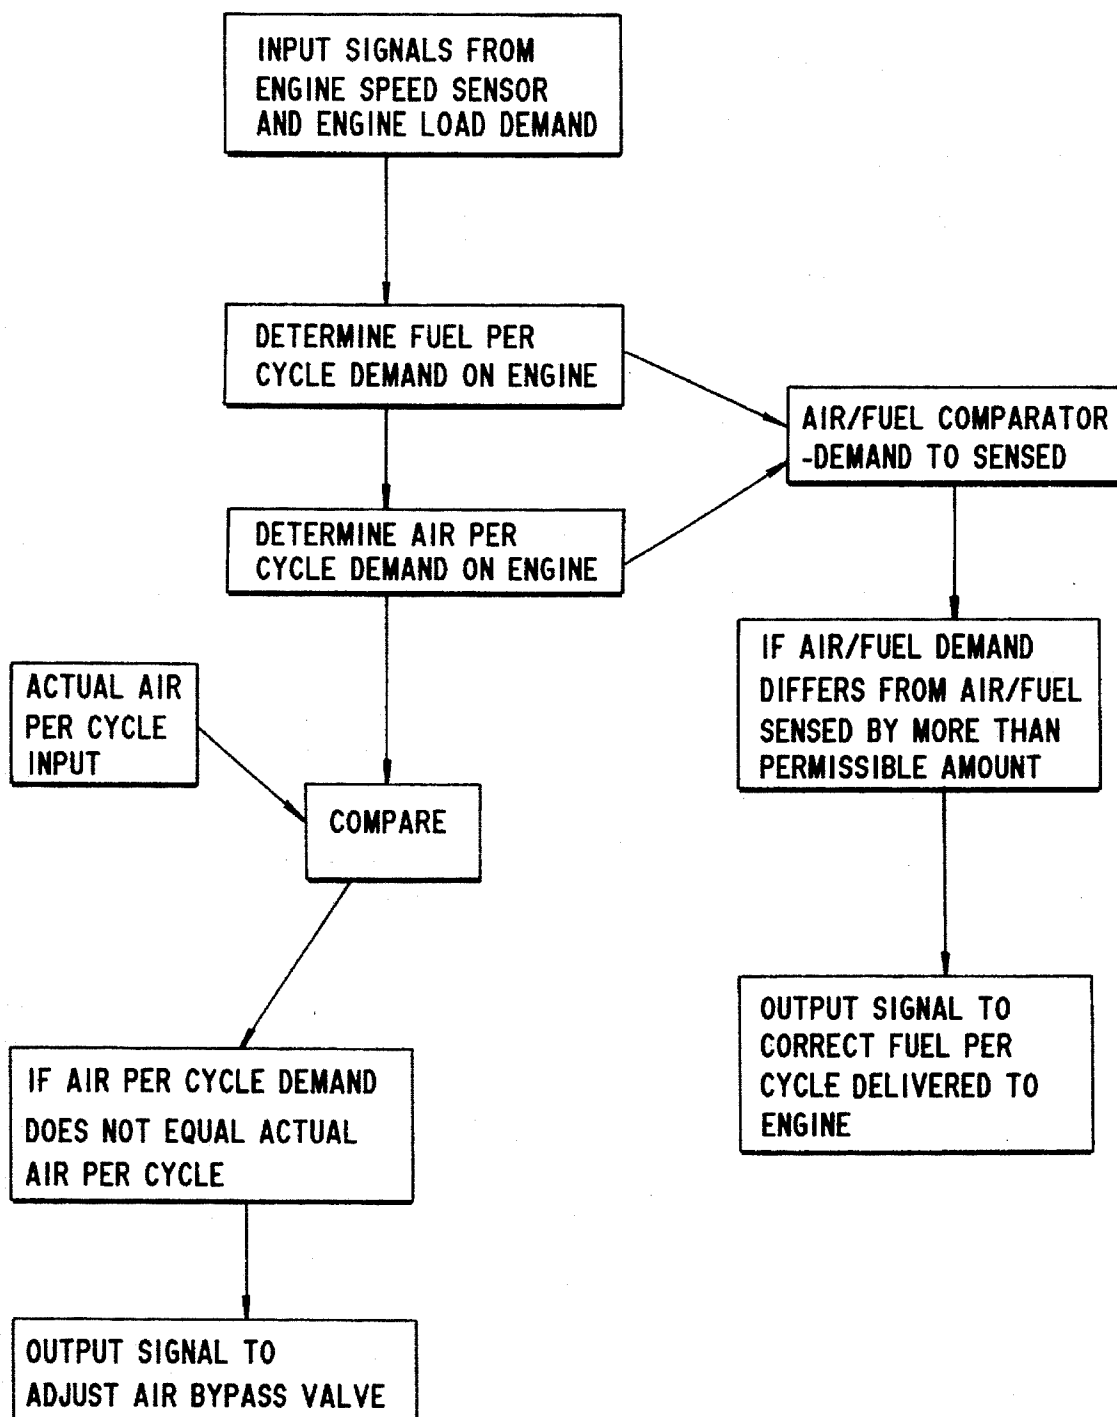 INPUT SIGNALS FROM
ENGINE SPEED SENSOR
AND ENGINE LOAD DEMAND
DETERMINE FUEL PER
CYCLE DEMAND ON ENGINE
AIR/FUEL COMPARATOR
-DEMAND TO SENSED
DETERMINE AIR PER
CYCLE DEMAND ON ENGINE
IF AIR/FUEL DEMAND
DIFFERS FROM AIR/FUEL
SENSED BY MORE THAN
PERMISSIBLE AMOUNT
ACTUAL AIR
PER CYCLE
INPUT
COMPARE
OUTPUT SIGNAL TO
CORRECT FUEL PER
CYCLE DELIVERED TO
ENGINE
IF AIR PER CYCLE DEMAND
DOES NOT EQUAL ACTUAL
AIR PER CYCLE
OUTPUT SIGNAL TO
ADJUST AIR BYPASS VALVE